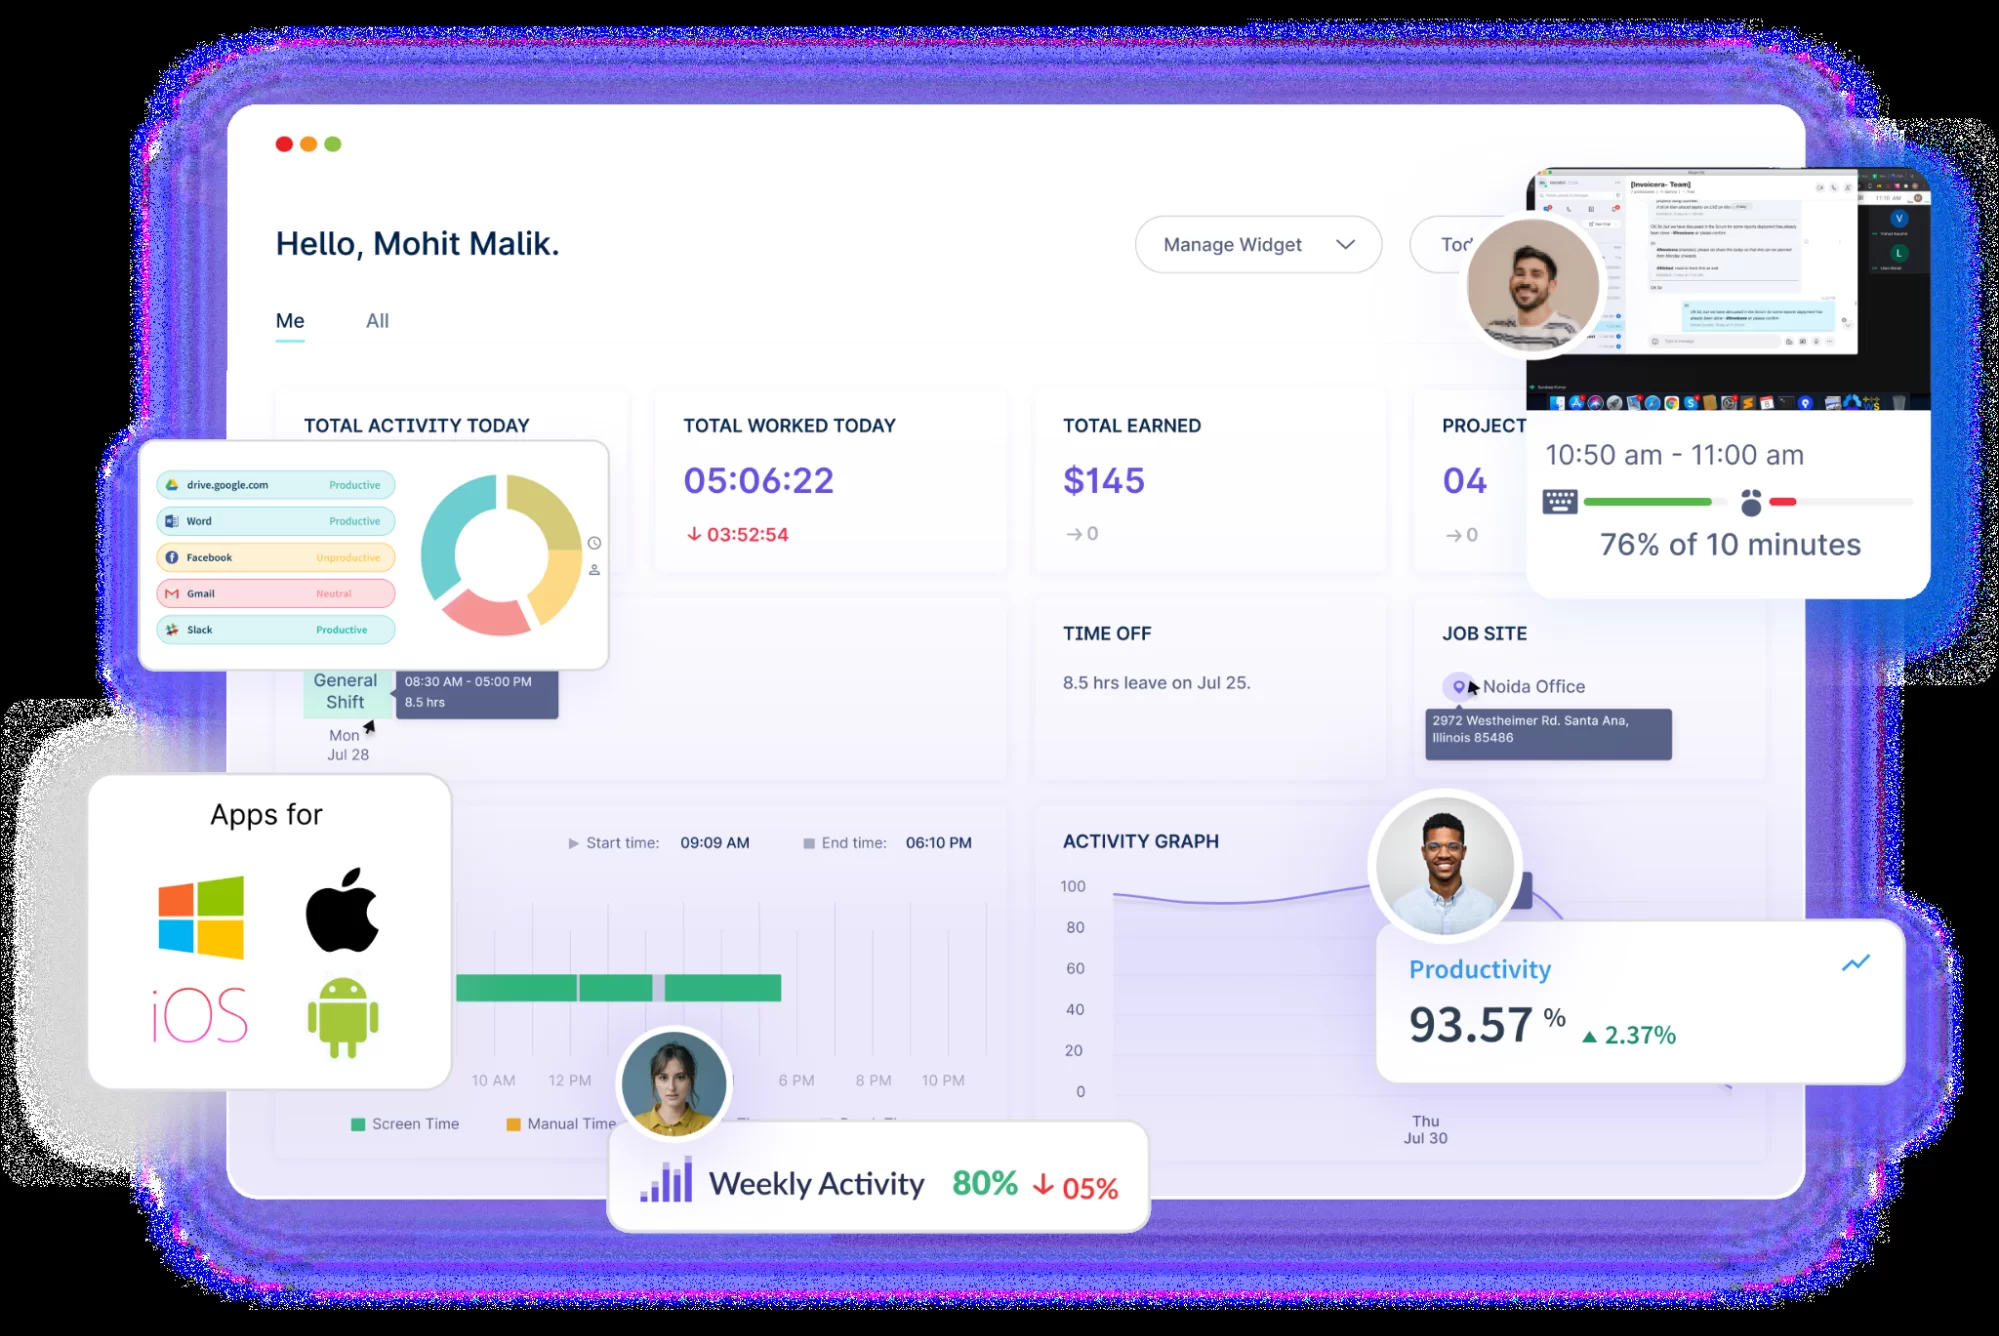 Hello, Mohit Malik.
Manage Widget
Me
All
[Invoicera- Team]
TOTAL ACTIVITY TODAY
TOTAL WORKED TODAY
05:06:22
03:52:54
TOTAL EARNED
$145
0
PROJECT
04
0
10:50 am - 11:00 am
76% of 10 minutes
drive.google.com Productive
Word Productive
Facebook Unproductive
Gmail Neutral
Slack Productive
General
Shift
08:30 AM - 05:00 PM
8.5 hrs
Mon
Jul 28
TIME OFF
8.5 hrs leave on Jul 25.
JOB SITE
Noida Office
2972 Westheimer Rd. Santa Ana,
Illinois 85486
Apps for
iOS
Start time: 09:09 AM
End time: 06:10 PM
10 AM 12 PM 6 PM 8 PM 10 PM
Screen Time
Manual Time
ACTIVITY GRAPH
100
80
60
40
20
0
Thu
Jul 30
Productivity
93.57 %
2.37%
Weekly Activity 80% 05%